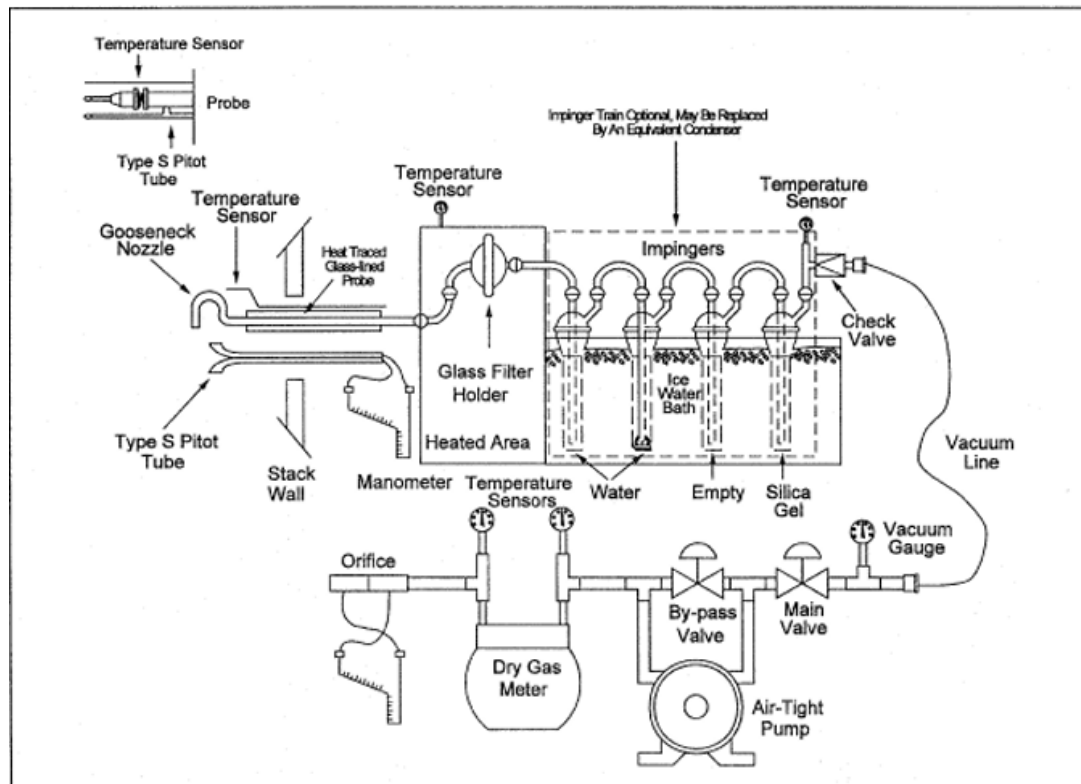 Temperature Sensor
Probe
Type S Pitot
Tube
Impinger Train Optional, May Be Replaced
By An Equivalent Condenser
Temperature
Sensor
Temperature
Sensor
Temperature
Sensor
Gooseneck
Nozzle
Heat Traced
Glass-lined
Probe
Impingers
Check
Valve
Glass Filter
Holder
Ice
Water
Bath
Heated Area
Type S Pitot
Tube
Stack
Wall
Manometer
Water
Empty
Silica
Gel
Vacuum
Line
Temperature
Sensors
Vacuum
Gauge
Orifice
By-pass
Valve
Main
Valve
Dry Gas
Meter
Air-Tight
Pump